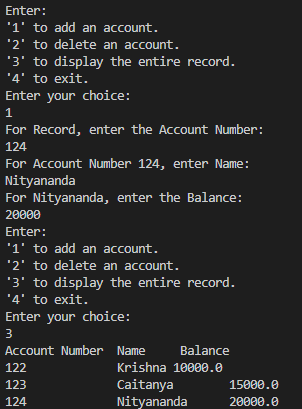 Enter:
'1' to add an account.
'2' to delete an account.
'3' to display the entire record.
'4' to exit.
Enter your choice:
1
For Record, enter the Account Number:
124
For Account Number 124, enter Name:
Nityananda
For Nityananda, enter the Balance:
20000
Enter:
'1' to add an account.
'2' to delete an account.
'3' to display the entire record.
'4' to exit.
Enter your choice:
3
Account Number  Name     Balance
122             Krishna 10000.0
123             Caitanya        15000.0
124             Nityananda      20000.0